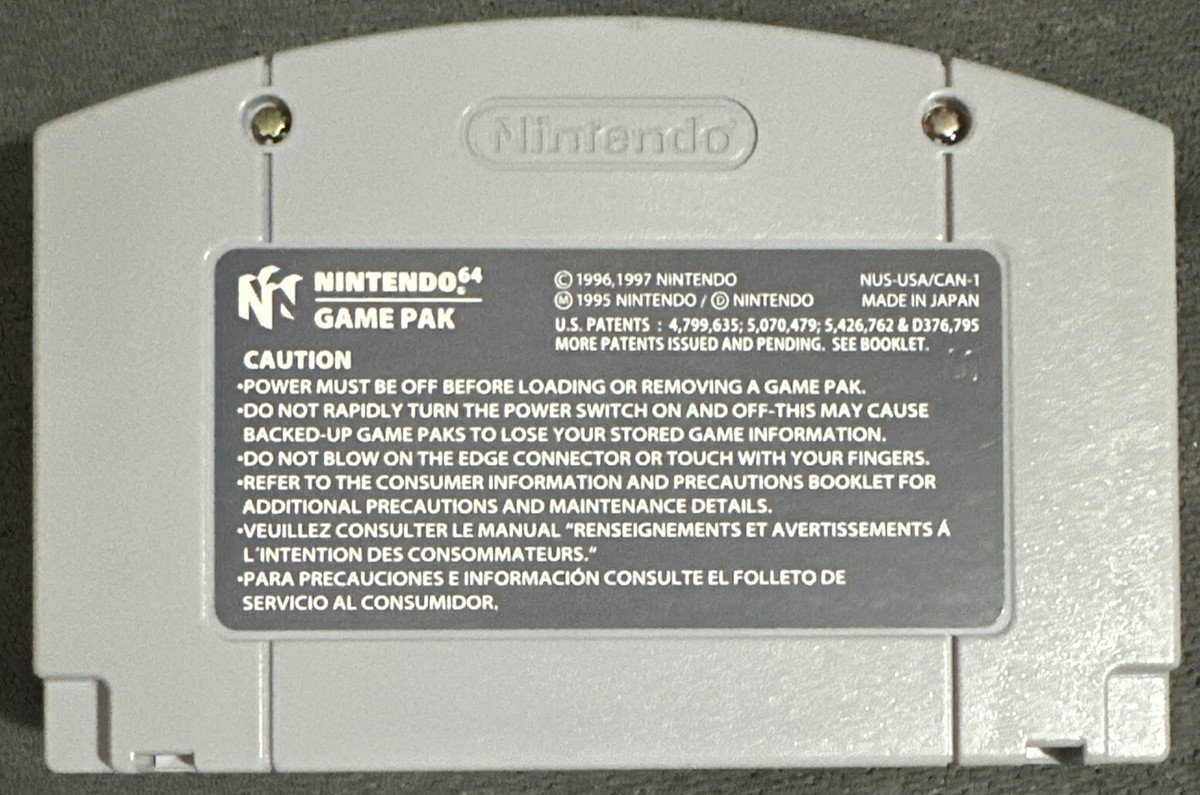 Nintendo®
NINTENDO®64
GAME PAK
©1996,1997 NINTENDO
Ⓜ1995 NINTENDO / Ⓓ NINTENDO
NUS-USA/CAN-1
MADE IN JAPAN
U.S. PATENTS : 4,799,635; 5,070,479; 5,426,762 & D376,795
MORE PATENTS ISSUED AND PENDING. SEE BOOKLET.
CAUTION
•POWER MUST BE OFF BEFORE LOADING OR REMOVING A GAME PAK.
•DO NOT RAPIDLY TURN THE POWER SWITCH ON AND OFF-THIS MAY CAUSE
BACKED-UP GAME PAKS TO LOSE YOUR STORED GAME INFORMATION.
•DO NOT BLOW ON THE EDGE CONNECTOR OR TOUCH WITH YOUR FINGERS.
•REFER TO THE CONSUMER INFORMATION AND PRECAUTIONS BOOKLET FOR
ADDITIONAL PRECAUTIONS AND MAINTENANCE DETAILS.
•VEUILLEZ CONSULTER LE MANUAL "RENSEIGNEMENTS ET AVERTISSEMENTS Á
L'INTENTION DES CONSOMMATEURS."
•PARA PRECAUCIONES E INFORMACIÓN CONSULTE EL FOLLETO DE
SERVICIO AL CONSUMIDOR.